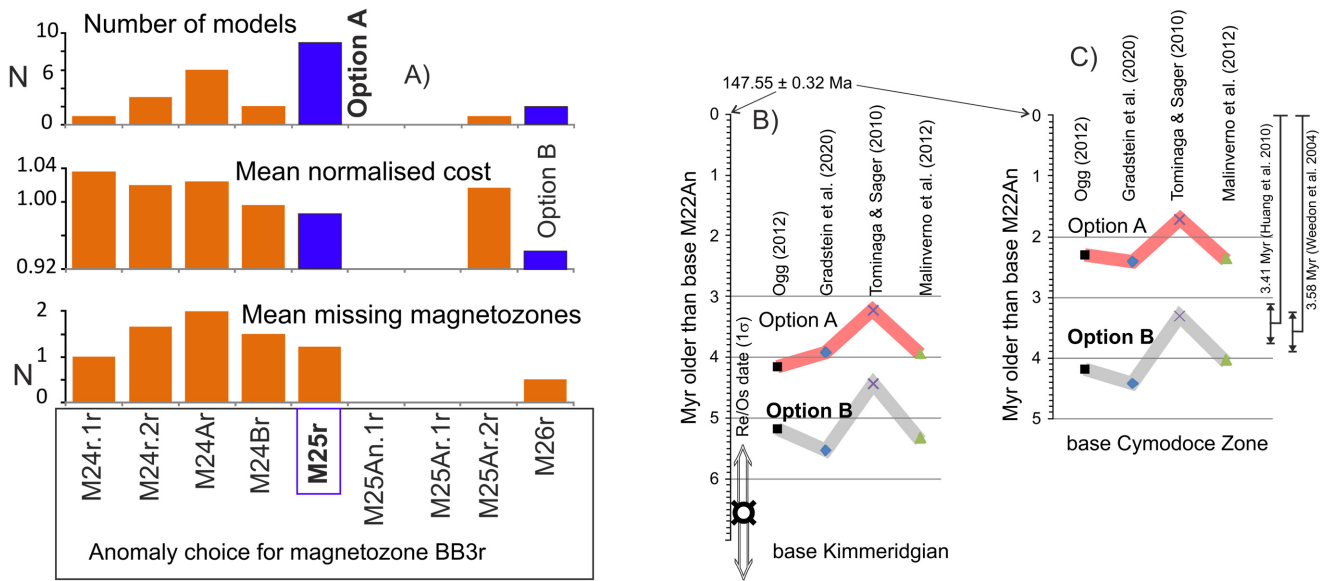 Number of models
10
6
0
N
Option A
A)
Mean normalised cost
1.04
1.00
0.92
Option B
Mean missing magnetozones
2
1
0
N
M24r.1r
M24r.2r
M24Ar
M24Br
M25r
M25An.1r
M25Ar.1r
M25Ar.2r
M26r
Anomaly choice for magnetozone BB3r
147.55 ± 0.32 Ma
B)
Myr older than base M22An
0
1
2
3
4
5
6
Ogg (2012)
Gradstein et al. (2020)
Tominaga & Sager (2010)
Malinverno et al. (2012)
Option A
Option B
Re/Os date (1σ)
base Kimmeridgian
C)
Myr older than base M22An
0
1
2
3
4
5
Ogg (2012)
Gradstein et al. (2020)
Tominaga & Sager (2010)
Malinverno et al. (2012)
Option A
Option B
3.41 Myr (Huang et al. 2010)
3.58 Myr (Weedon et al. 2004)
base Cymodoce Zone